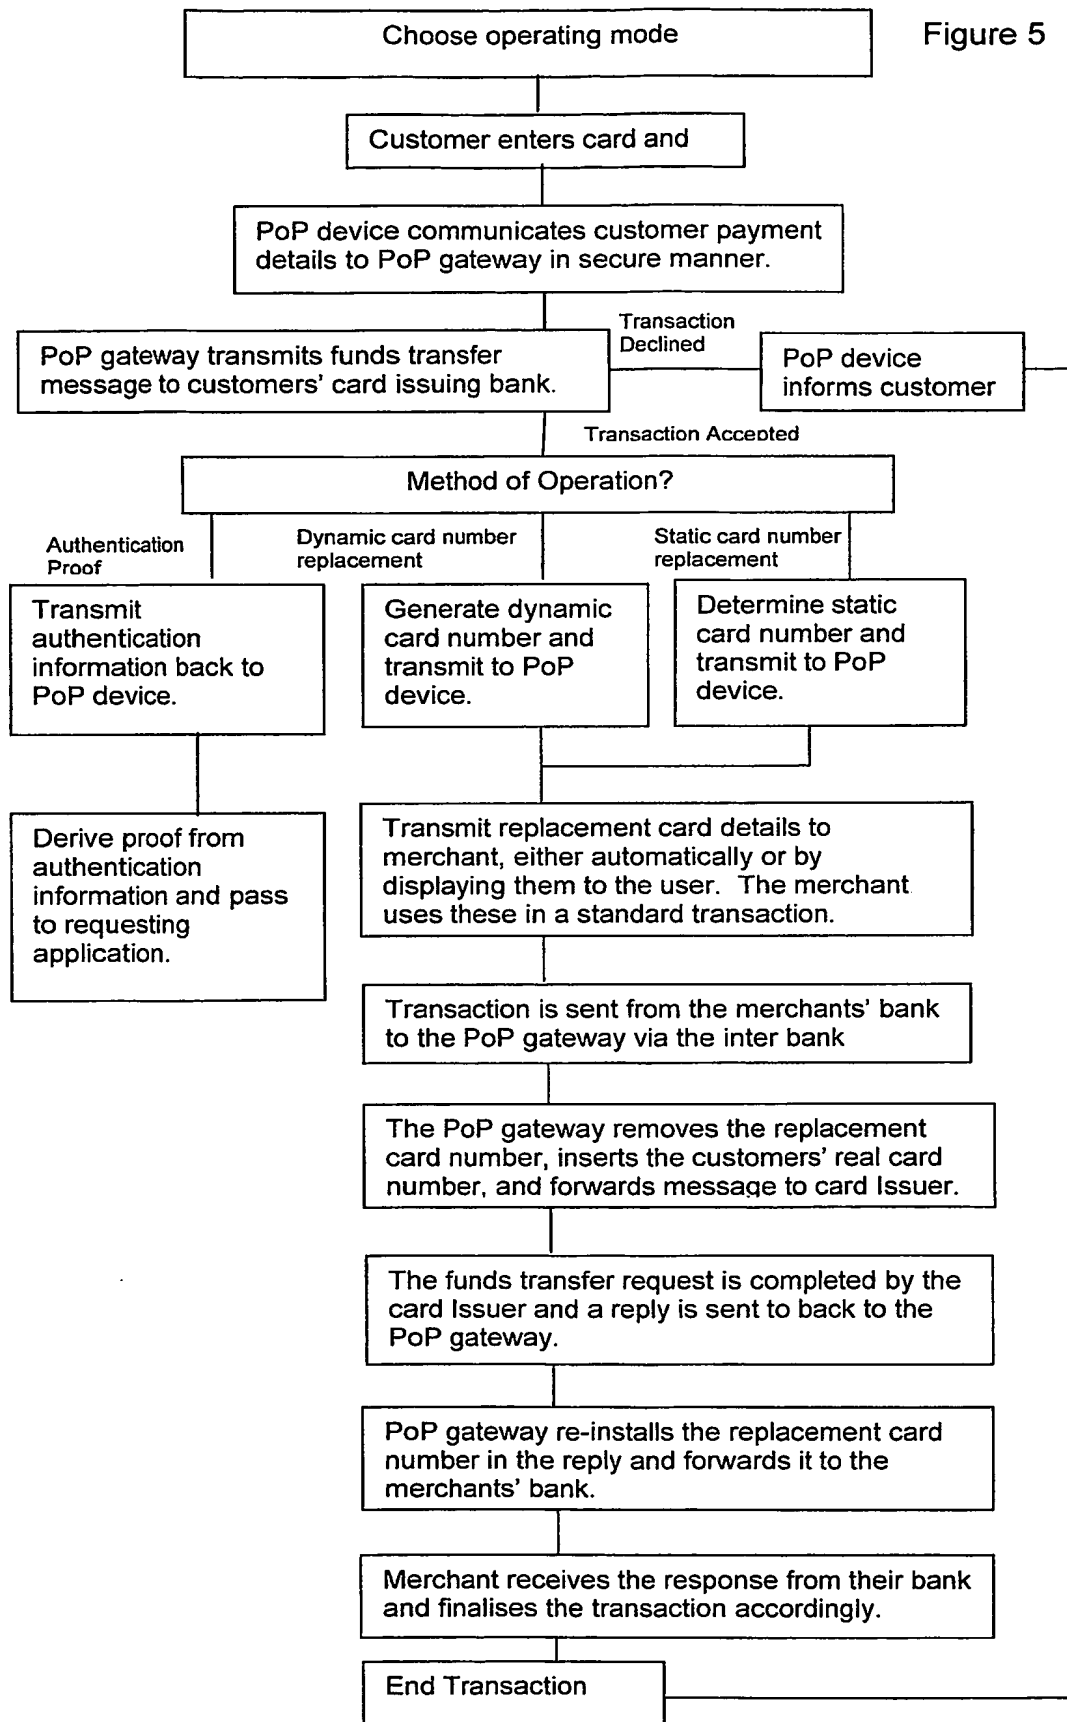 Choose operating mode
Figure 5
Customer enters card and
PoP device communicates customer payment
details to PoP gateway in secure manner.
PoP gateway transmits funds transfer
message to customers' card issuing bank.
Transaction
Declined
PoP device
informs customer
Transaction Accepted
Method of Operation?
Authentication
Proof
Dynamic card number
replacement
Static card number
replacement
Transmit
authentication
information back to
PoP device.
Generate dynamic
card number and
transmit to PoP
device.
Determine static
card number and
transmit to PoP
device.
Derive proof from
authentication
information and pass
to requesting
application.
Transmit replacement card details to
merchant, either automatically or by
displaying them to the user. The merchant
uses these in a standard transaction.
Transaction is sent from the merchants' bank
to the PoP gateway via the inter bank
The PoP gateway removes the replacement
card number, inserts the customers' real card
number, and forwards message to card Issuer.
The funds transfer request is completed by the
card Issuer and a reply is sent to back to the
PoP gateway.
PoP gateway re-installs the replacement card
number in the reply and forwards it to the
merchants' bank.
Merchant receives the response from their bank
and finalises the transaction accordingly.
End Transaction